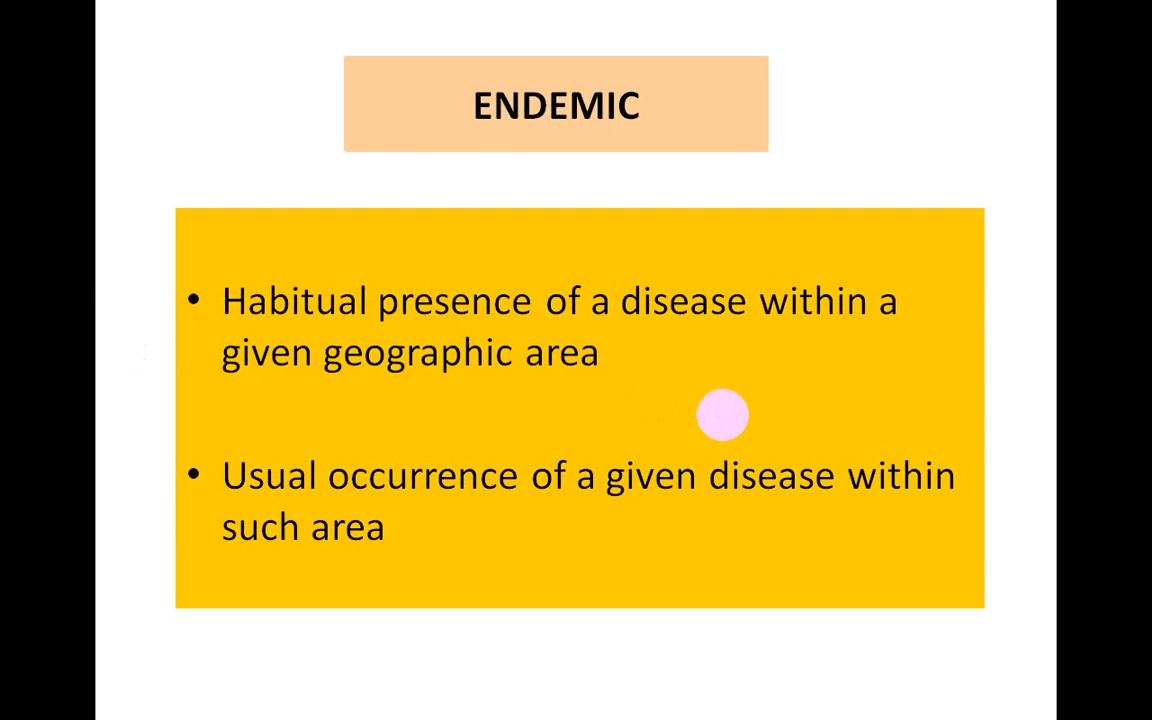 ENDEMIC
• Habitual presence of a disease within a
given geographic area
• Usual occurrence of a given disease within
such area